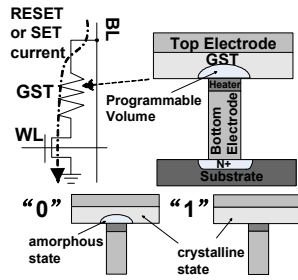 RESET
or SET
current
BL
GST
WL
Top Electrode
GST
Programmable
Volume
Heater
Bottom
Electrode
N+
Substrate
“0”
“1”
amorphous
state
crystalline
state